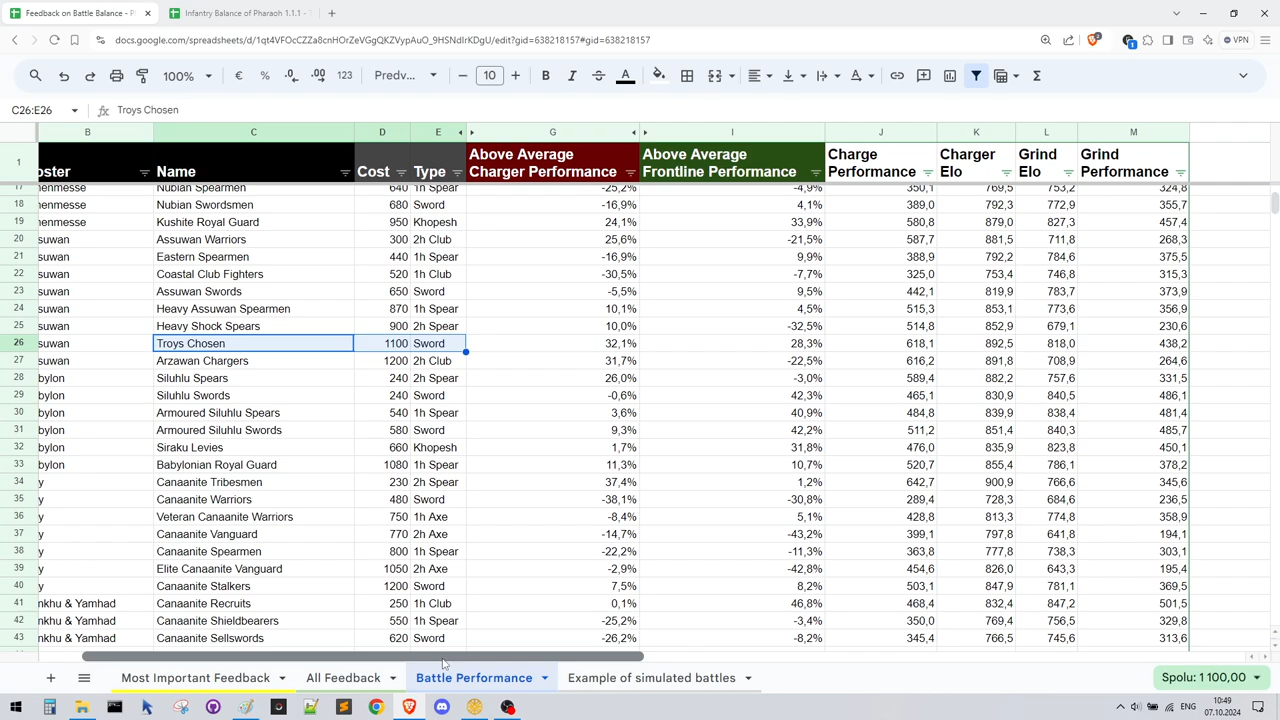 Feedback on Battle Balance - P
Infantry Balance of Pharaoh 1.1.1 -
docs.google.com/spreadsheets/d/1qt4VFOcCZZa8cnHOrZeVGgQKZVypAuO_9HSNdIrKDgU/edit?gid=638218157#gid=638218157
VPN
100% € % .0 .00 123 Predv... 10 B I S A Σ
C26:E26 fx Troys Chosen
B C D E G I J K L M
1 oster Name Cost Type Above Average Charger Performance Above Average Frontline Performance Charge Performance Charger Elo Grind Elo Grind Performance
17 nenmesse Nubian Spearmen 640 1h Spear -25,2% -4,9% 350,1 769,5 753,2 324,8
18 nenmesse Nubian Swordsmen 680 Sword -16,9% 4,1% 389,0 792,3 772,9 355,7
19 nenmesse Kushite Royal Guard 950 Khopesh 24,1% 33,9% 580,8 879,0 827,3 457,4
20 suwan Assuwan Warriors 300 2h Club 25,6% -21,5% 587,7 881,5 711,8 268,3
21 suwan Eastern Spearmen 440 1h Spear -16,9% 9,9% 388,9 792,2 784,6 375,5
22 suwan Coastal Club Fighters 520 1h Club -30,5% -7,7% 325,0 753,4 746,8 315,3
23 suwan Assuwan Swords 650 Sword -5,5% 9,5% 442,1 819,9 783,7 373,9
24 suwan Heavy Assuwan Spearmen 870 1h Spear 10,1% 4,5% 515,3 853,1 773,6 356,9
25 suwan Heavy Shock Spears 900 2h Spear 10,0% -32,5% 514,8 852,9 679,1 230,6
26 suwan Troys Chosen 1100 Sword 32,1% 28,3% 618,1 892,5 818,0 438,2
27 suwan Arzawan Chargers 1200 2h Club 31,7% -22,5% 616,2 891,8 708,9 264,6
28 bylon Siluhlu Spears 240 2h Spear 26,0% -3,0% 589,4 882,2 757,6 331,5
29 bylon Siluhlu Swords 240 Sword -0,6% 42,3% 465,1 830,9 840,5 486,1
30 bylon Armoured Siluhlu Spears 540 1h Spear 3,6% 40,9% 484,8 839,9 838,4 481,4
31 bylon Armoured Siluhlu Swords 580 Sword 9,3% 42,2% 511,2 851,4 840,3 485,7
32 bylon Siraku Levies 660 Khopesh 1,7% 31,8% 476,0 835,9 823,8 450,1
33 bylon Babylonian Royal Guard 1080 1h Spear 11,3% 10,7% 520,7 855,4 786,1 378,2
34 y Canaanite Tribesmen 230 2h Spear 37,4% 1,2% 642,7 900,9 766,6 345,6
35 y Canaanite Warriors 480 Sword -38,1% -30,8% 289,4 728,3 684,6 236,5
36 y Veteran Canaanite Warriors 750 1h Axe -8,4% 5,1% 428,8 813,3 774,8 358,9
37 y Canaanite Vanguard 770 2h Axe -14,7% -43,2% 399,1 797,8 641,8 194,1
38 y Canaanite Spearmen 800 1h Spear -22,2% -11,3% 363,8 777,8 738,3 303,1
39 y Elite Canaanite Vanguard 1050 2h Axe -2,9% -42,8% 454,6 826,0 643,3 195,4
40 y Canaanite Stalkers 1200 Sword 7,5% 8,2% 503,1 847,9 781,1 369,5
41 nkhu & Yamhad Canaanite Recruits 250 1h Club 0,1% 46,8% 468,4 832,4 847,2 501,5
42 nkhu & Yamhad Canaanite Shieldbearers 550 1h Spear -25,2% -3,4% 350,0 769,4 756,5 329,8
43 nkhu & Yamhad Canaanite Sellswords 620 Sword -26,2% -8,2% 345,4 766,5 745,6 313,6
Most Important Feedback All Feedback Battle Performance Example of simulated battles Spolu: 1 100,00
ENG 10:49
07.10.2024